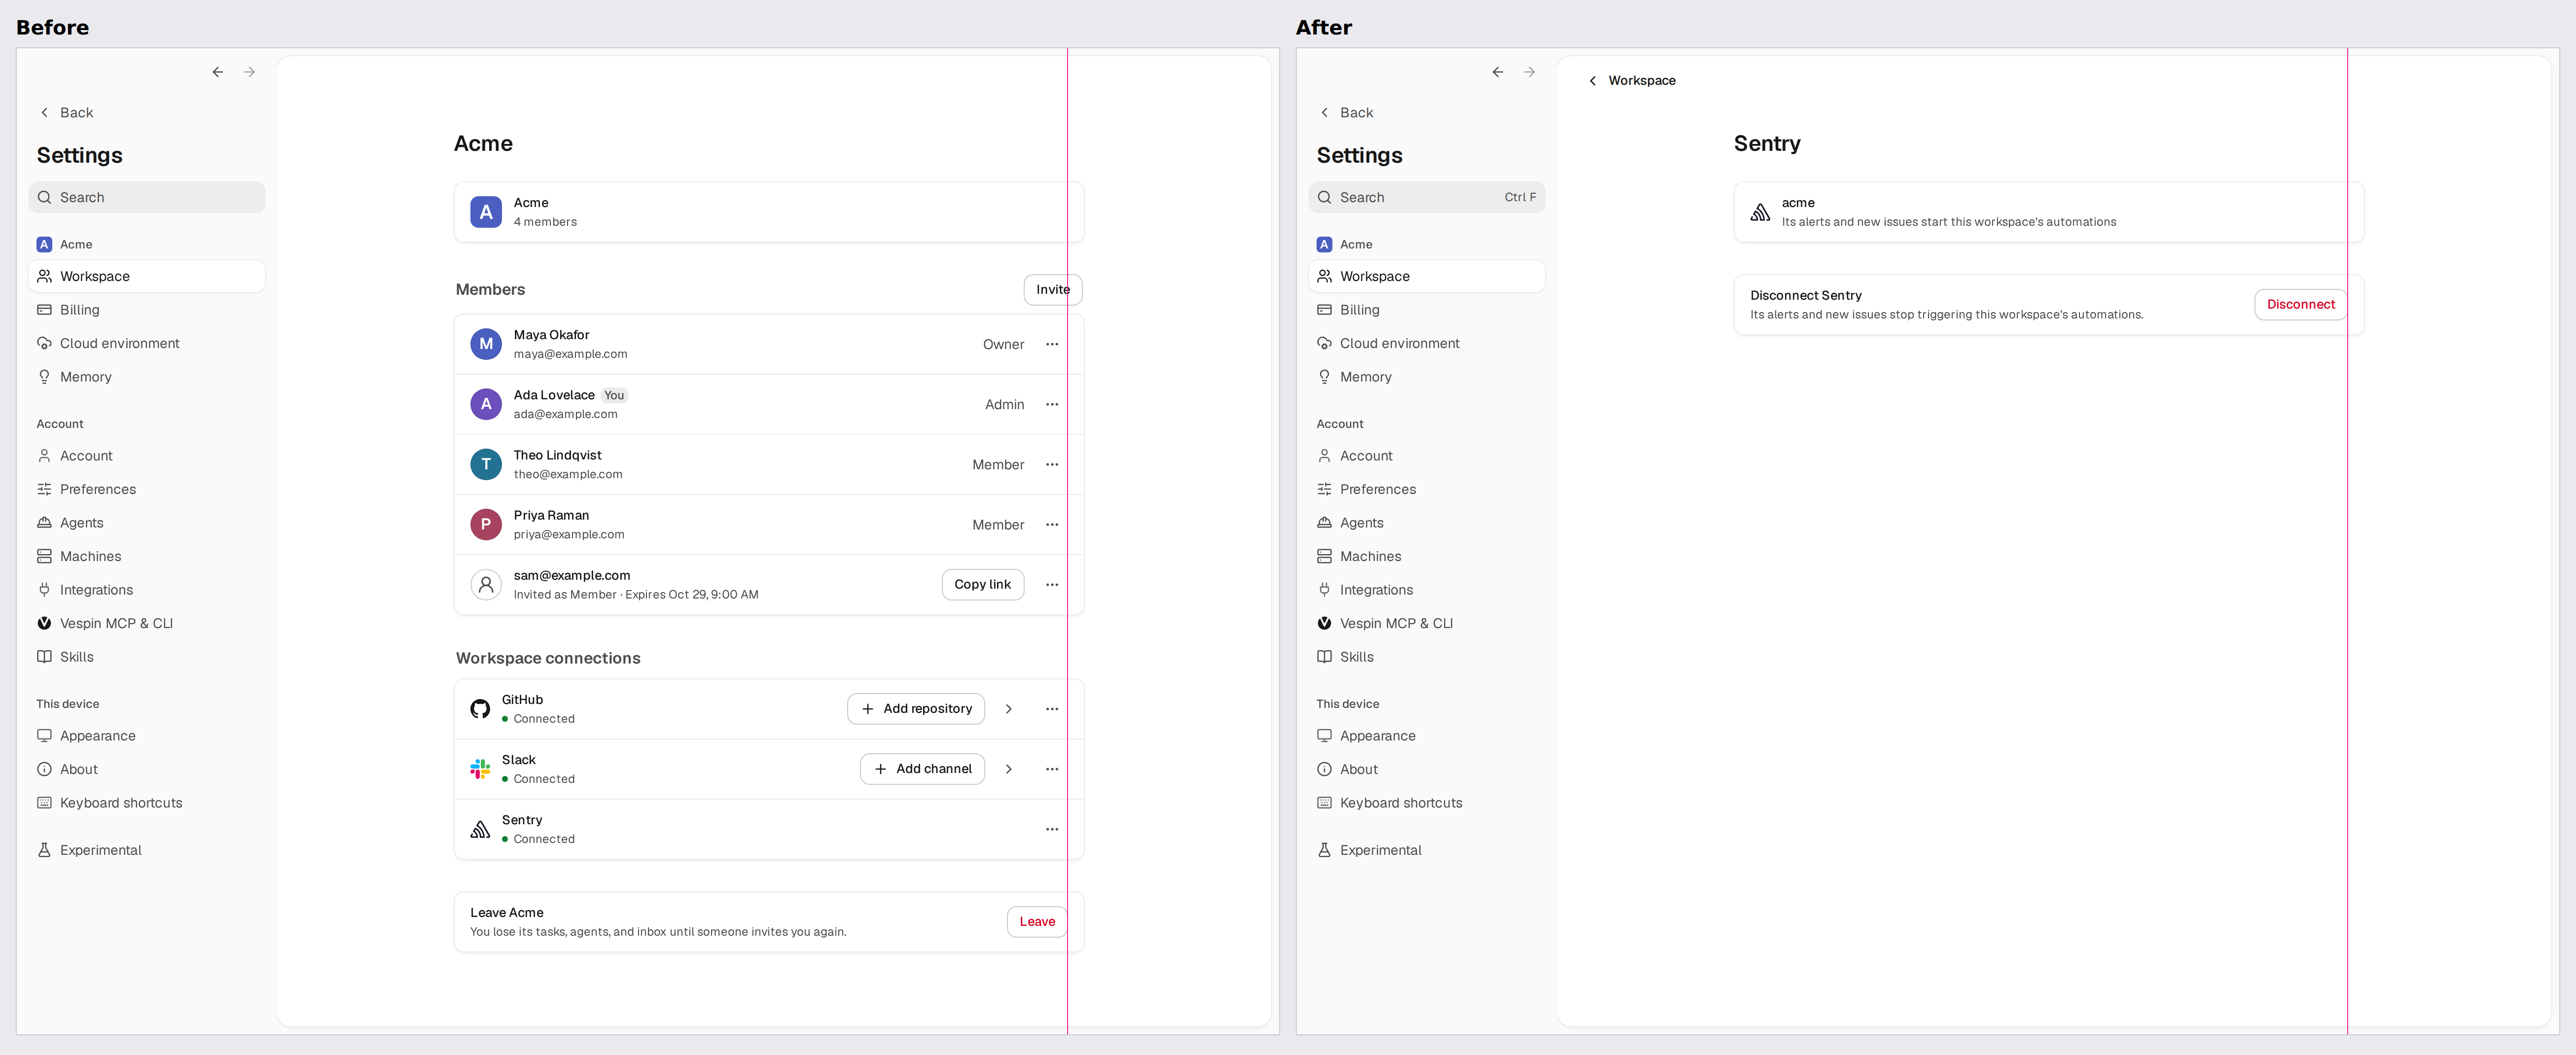 Before
Back
Settings
Search
A Acme
Workspace
Billing
Cloud environment
Memory
Account
Account
Preferences
Agents
Machines
Integrations
Vespin MCP & CLI
Skills
This device
Appearance
About
Keyboard shortcuts
Experimental
Acme
A
Acme
4 members
Members
Invite
M
Maya Okafor
maya@example.com
Owner
A
Ada Lovelace You
ada@example.com
Admin
T
Theo Lindqvist
theo@example.com
Member
P
Priya Raman
priya@example.com
Member
sam@example.com
Invited as Member · Expires Oct 29, 9:00 AM
Copy link
Workspace connections
GitHub
Connected
Add repository
Slack
Connected
Add channel
Sentry
Connected
Leave Acme
You lose its tasks, agents, and inbox until someone invites you again.
Leave
After
Back
Settings
Search Ctrl F
A Acme
Workspace
Billing
Cloud environment
Memory
Account
Account
Preferences
Agents
Machines
Integrations
Vespin MCP & CLI
Skills
This device
Appearance
About
Keyboard shortcuts
Experimental
Workspace
Sentry
acme
Its alerts and new issues start this workspace's automations
Disconnect Sentry
Its alerts and new issues stop triggering this workspace's automations.
Disconnect